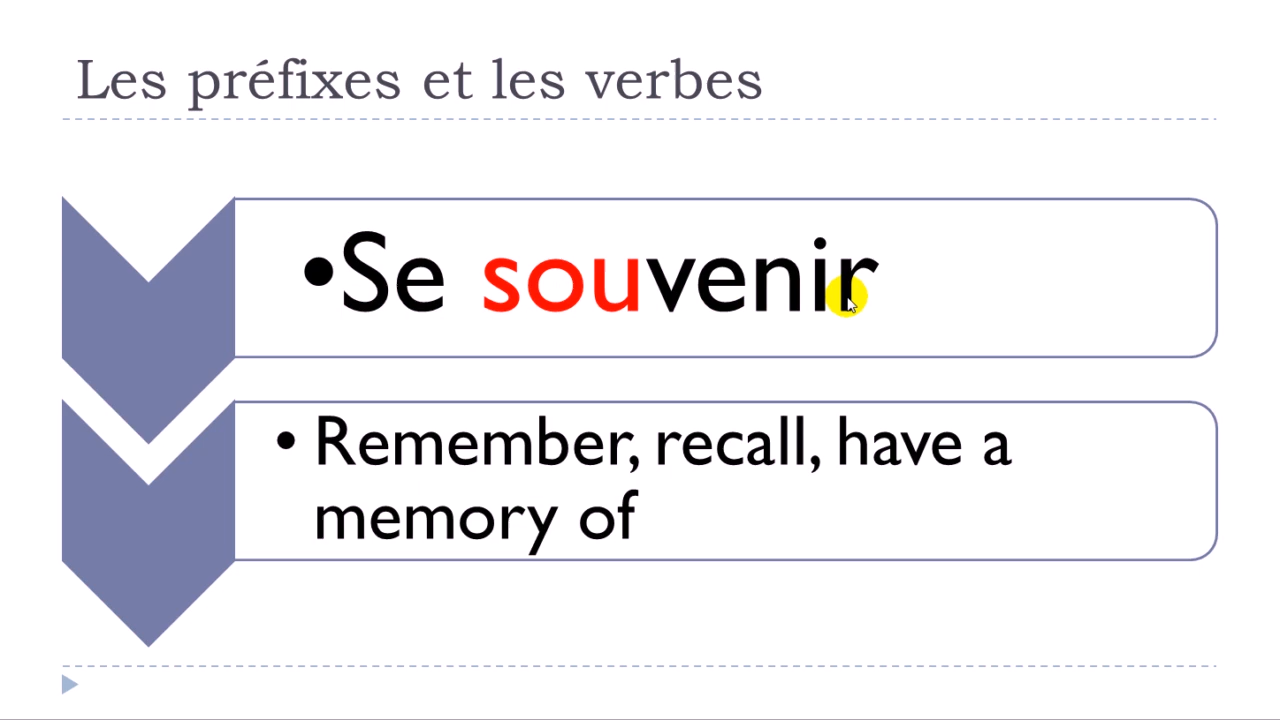 Les préfixes et les verbes
•Se souvenir
• Remember, recall, have a
memory of